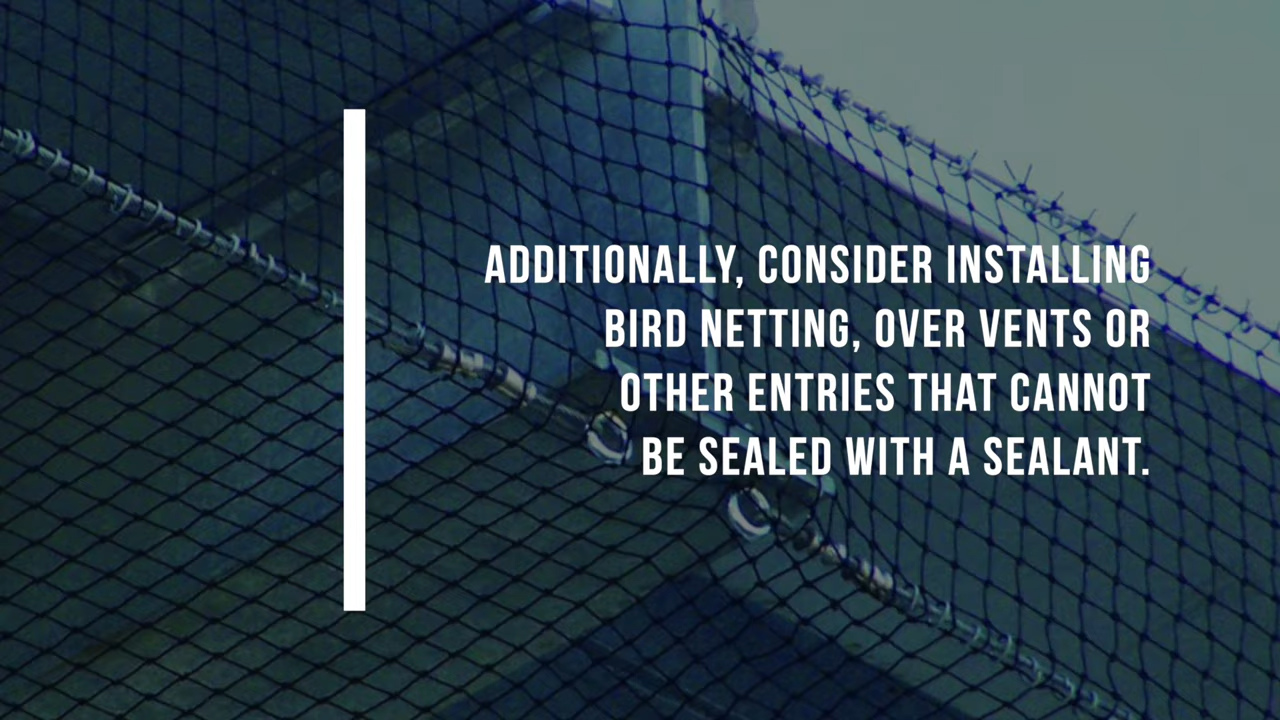 ADDITIONALLY, CONSIDER INSTALLING
BIRD NETTING, OVER VENTS OR
OTHER ENTRIES THAT CANNOT
BE SEALED WITH A SEALANT.